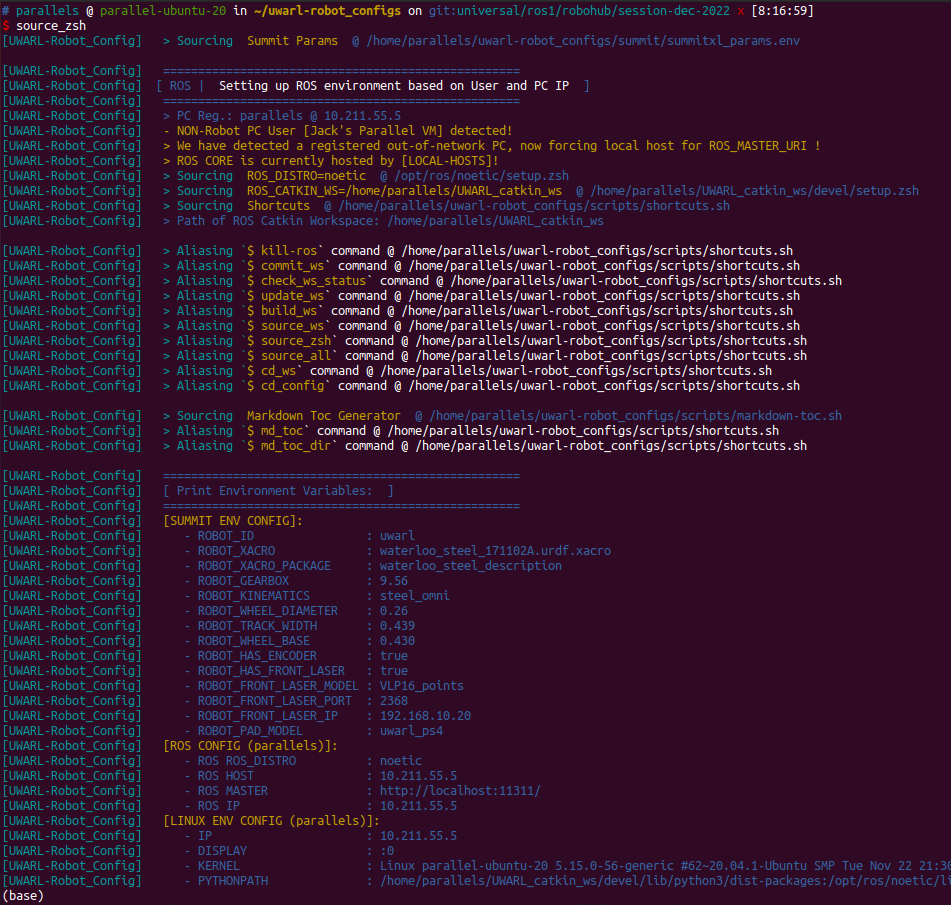 # parallels @ parallel-ubuntu-20 in ~/uwarl-robot_configs on git:universal/ros1/robohub/session-dec-2022 x [8:16:59]
$ source_zsh
[UWARL-Robot_Config]   > Sourcing  Summit Params  @ /home/parallels/uwarl-robot_configs/summit/summitxl_params.env
[UWARL-Robot_Config]   ===================================================
[UWARL-Robot_Config]  [ ROS |  Setting up ROS environment based on User and PC IP  ]
[UWARL-Robot_Config]   ===================================================
[UWARL-Robot_Config]   > PC Reg.: parallels @ 10.211.55.5
[UWARL-Robot_Config]   - NON-Robot PC User [Jack's Parallel VM] detected!
[UWARL-Robot_Config]   > We have detected a registered out-of-network PC, now forcing local host for ROS_MASTER_URI !
[UWARL-Robot_Config]   > ROS CORE is currently hosted by [LOCAL-HOSTS]!
[UWARL-Robot_Config]   > Sourcing  ROS_DISTRO=noetic  @ /opt/ros/noetic/setup.zsh
[UWARL-Robot_Config]   > Sourcing  ROS_CATKIN_WS=/home/parallels/UWARL_catkin_ws  @ /home/parallels/UWARL_catkin_ws/devel/setup.zsh
[UWARL-Robot_Config]   > Sourcing  Shortcuts  @ /home/parallels/uwarl-robot_configs/scripts/shortcuts.sh
[UWARL-Robot_Config]   > Path of ROS Catkin Workspace: /home/parallels/UWARL_catkin_ws
[UWARL-Robot_Config]   > Aliasing `$ kill-ros` command @ /home/parallels/uwarl-robot_configs/scripts/shortcuts.sh
[UWARL-Robot_Config]   > Aliasing `$ commit_ws` command @ /home/parallels/uwarl-robot_configs/scripts/shortcuts.sh
[UWARL-Robot_Config]   > Aliasing `$ check_ws_status` command @ /home/parallels/uwarl-robot_configs/scripts/shortcuts.sh
[UWARL-Robot_Config]   > Aliasing `$ update_ws` command @ /home/parallels/uwarl-robot_configs/scripts/shortcuts.sh
[UWARL-Robot_Config]   > Aliasing `$ build_ws` command @ /home/parallels/uwarl-robot_configs/scripts/shortcuts.sh
[UWARL-Robot_Config]   > Aliasing `$ source_ws` command @ /home/parallels/uwarl-robot_configs/scripts/shortcuts.sh
[UWARL-Robot_Config]   > Aliasing `$ source_zsh` command @ /home/parallels/uwarl-robot_configs/scripts/shortcuts.sh
[UWARL-Robot_Config]   > Aliasing `$ source_all` command @ /home/parallels/uwarl-robot_configs/scripts/shortcuts.sh
[UWARL-Robot_Config]   > Aliasing `$ cd_ws` command @ /home/parallels/uwarl-robot_configs/scripts/shortcuts.sh
[UWARL-Robot_Config]   > Aliasing `$ cd_config` command @ /home/parallels/uwarl-robot_configs/scripts/shortcuts.sh
[UWARL-Robot_Config]   > Sourcing  Markdown Toc Generator  @ /home/parallels/uwarl-robot_configs/scripts/markdown-toc.sh
[UWARL-Robot_Config]   > Aliasing `$ md_toc` command @ /home/parallels/uwarl-robot_configs/scripts/shortcuts.sh
[UWARL-Robot_Config]   > Aliasing `$ md_toc_dir` command @ /home/parallels/uwarl-robot_configs/scripts/shortcuts.sh
[UWARL-Robot_Config]   ===================================================
[UWARL-Robot_Config]   [ Print Environment Variables:  ]
[UWARL-Robot_Config]   ===================================================
[UWARL-Robot_Config]   [SUMMIT ENV CONFIG]:
[UWARL-Robot_Config]      - ROBOT_ID                : uwarl
[UWARL-Robot_Config]      - ROBOT_XACRO             : waterloo_steel_171102A.urdf.xacro
[UWARL-Robot_Config]      - ROBOT_XACRO_PACKAGE     : waterloo_steel_description
[UWARL-Robot_Config]      - ROBOT_GEARBOX           : 9.56
[UWARL-Robot_Config]      - ROBOT_KINEMATICS        : steel_omni
[UWARL-Robot_Config]      - ROBOT_WHEEL_DIAMETER    : 0.26
[UWARL-Robot_Config]      - ROBOT_TRACK_WIDTH       : 0.439
[UWARL-Robot_Config]      - ROBOT_WHEEL_BASE        : 0.430
[UWARL-Robot_Config]      - ROBOT_HAS_ENCODER       : true
[UWARL-Robot_Config]      - ROBOT_HAS_FRONT_LASER   : true
[UWARL-Robot_Config]      - ROBOT_FRONT_LASER_MODEL : VLP16_points
[UWARL-Robot_Config]      - ROBOT_FRONT_LASER_PORT  : 2368
[UWARL-Robot_Config]      - ROBOT_FRONT_LASER_IP    : 192.168.10.20
[UWARL-Robot_Config]      - ROBOT_PAD_MODEL         : uwarl_ps4
[UWARL-Robot_Config]   [ROS CONFIG (parallels)]:
[UWARL-Robot_Config]      - ROS ROS_DISTRO          : noetic
[UWARL-Robot_Config]      - ROS HOST                : 10.211.55.5
[UWARL-Robot_Config]      - ROS MASTER              : http://localhost:11311/
[UWARL-Robot_Config]      - ROS IP                  : 10.211.55.5
[UWARL-Robot_Config]   [LINUX ENV CONFIG (parallels)]:
[UWARL-Robot_Config]      - IP                      : 10.211.55.5
[UWARL-Robot_Config]      - DISPLAY                 : :0
[UWARL-Robot_Config]      - KERNEL                  : Linux parallel-ubuntu-20 5.15.0-56-generic #62~20.04.1-Ubuntu SMP Tue Nov 22 21:30
[UWARL-Robot_Config]      - PYTHONPATH              : /home/parallels/UWARL_catkin_ws/devel/lib/python3/dist-packages:/opt/ros/noetic/li
(base)